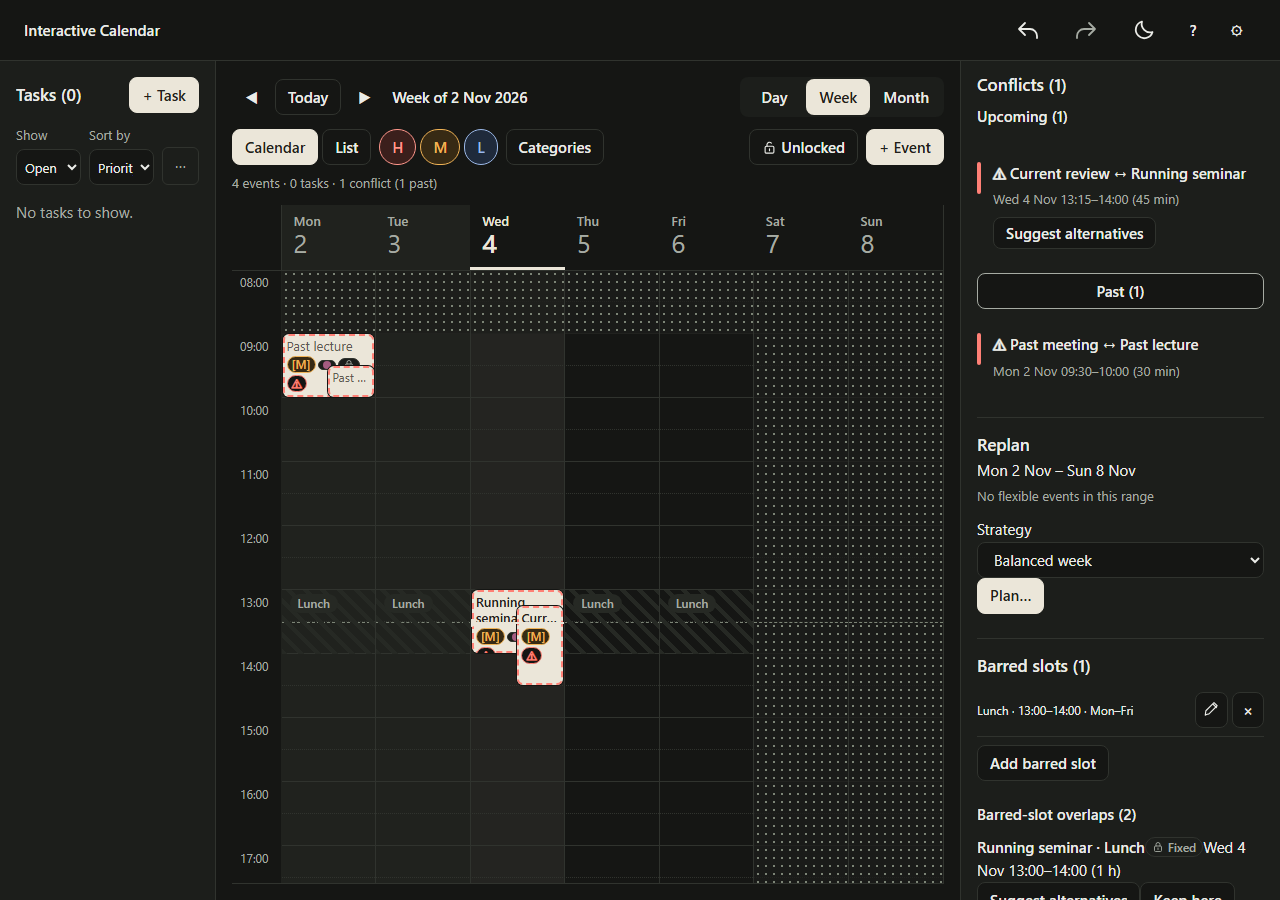 Interactive Calendar
?
Tasks (0)
+ Task
Show
Sort by
Open
Priorit
...
No tasks to show.
Today
Week of 2 Nov 2026
Day
Week
Month
Calendar
List
H
M
L
Categories
Unlocked
+ Event
4 events · 0 tasks · 1 conflict (1 past)
Mon
2
Tue
3
Wed
4
Thu
5
Fri
6
Sat
7
Sun
8
08:00
09:00
10:00
11:00
12:00
13:00
14:00
15:00
16:00
17:00
Past lecture
[M]
Past ...
Lunch
Lunch
Running
semina
[M]
Curr...
[M]
Lunch
Lunch
Conflicts (1)
Upcoming (1)
Current review ↔ Running seminar
Wed 4 Nov 13:15–14:00 (45 min)
Suggest alternatives
Past (1)
Past meeting ↔ Past lecture
Mon 2 Nov 09:30–10:00 (30 min)
Replan
Mon 2 Nov – Sun 8 Nov
No flexible events in this range
Strategy
Balanced week
Plan...
Barred slots (1)
Lunch · 13:00–14:00 · Mon–Fri
×
Add barred slot
Barred-slot overlaps (2)
Running seminar · Lunch Fixed Wed 4
Nov 13:00–14:00 (1 h)
Suggest alternatives
Keep here